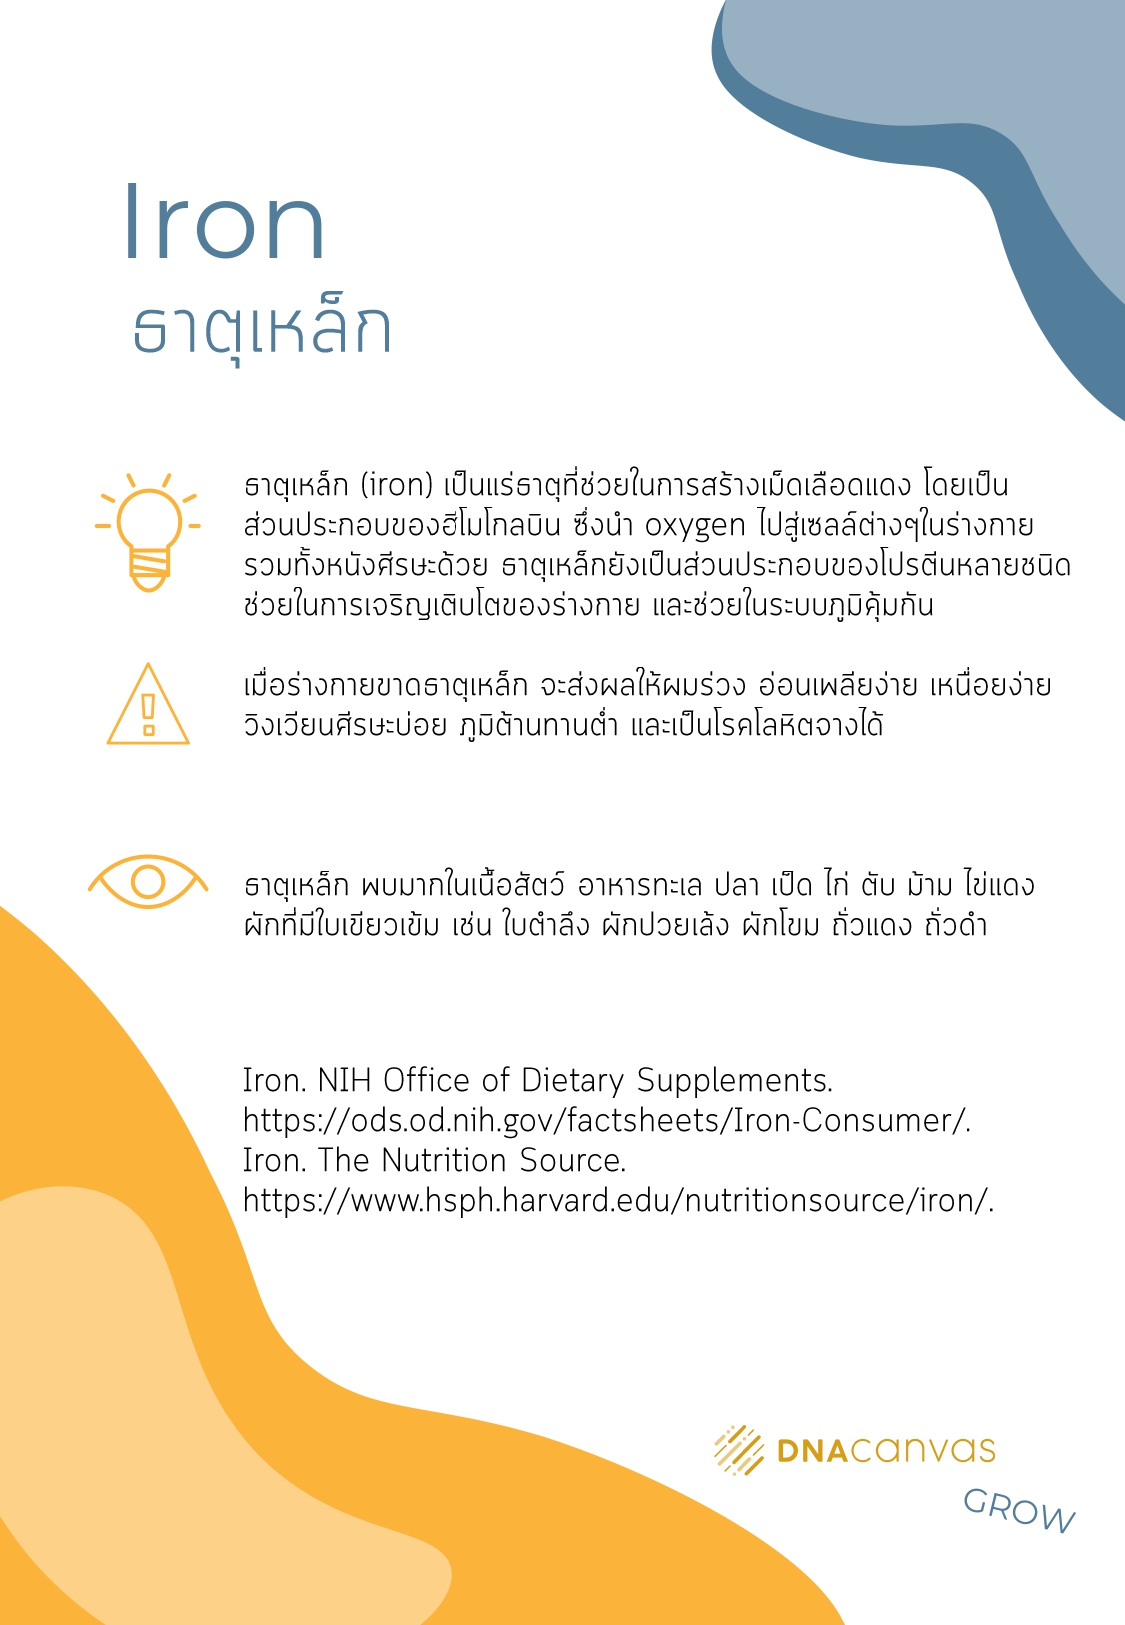 Iron
ธาตุเหล็ก
ธาตุเหล็ก (iron) เป็นแร่ธาตุที่ช่วยในการสร้างเม็ดเลือดแดง โดยเป็น
ส่วนประกอบของฮีโมโกลบิน ซึ่งนำ oxygen ไปสู่เซลล์ต่างๆในร่างกาย
รวมทั้งหนังศีรษะด้วย ธาตุเหล็กยังเป็นส่วนประกอบของโปรตีนหลายชนิด
ช่วยในการเจริญเติบโตของร่างกาย และช่วยในระบบภูมิคุ้มกัน
เมื่อร่างกายขาดธาตุเหล็ก จะส่งผลให้ผมร่วง อ่อนเพลียง่าย เหนื่อยง่าย
วิงเวียนศีรษะบ่อย ภูมิต้านทานต่ำ และเป็นโรคโลหิตจางได้
ธาตุเหล็ก พบมากในเนื้อสัตว์ อาหารทะเล ปลา เป็ด ไก่ ตับ ม้าม ไข่แดง
ผักที่มีใบเขียวเข้ม เช่น ใบตำลึง ผักปวยเล้ง ผักโขม ถั่วแดง ถั่วดำ
Iron. NIH Office of Dietary Supplements.
https://ods.od.nih.gov/factsheets/Iron-Consumer/.
Iron. The Nutrition Source.
https://www.hsph.harvard.edu/nutritionsource/iron/.
DNAcanvas
GROW